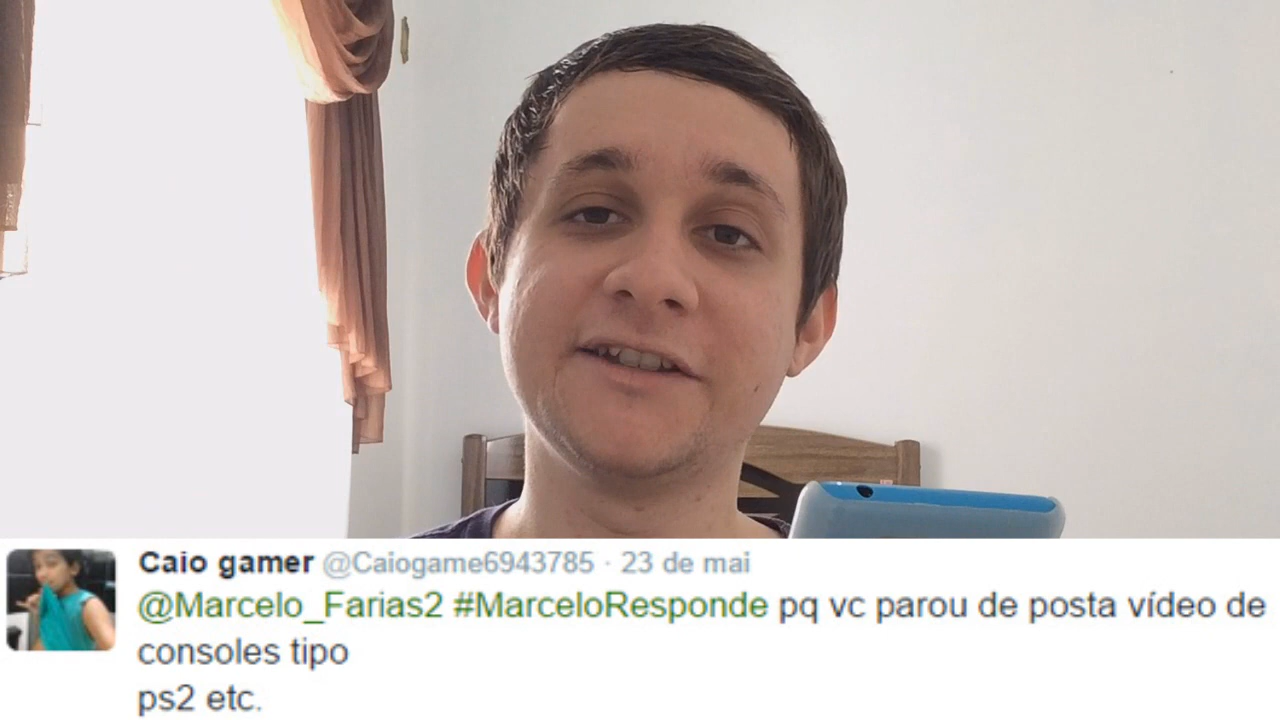 Caio gamer @Caiogame6943785 · 23 de mai
@Marcelo_Farias2 #MarceloResponde pq vc parou de posta vídeo de
consoles tipo
ps2 etc.